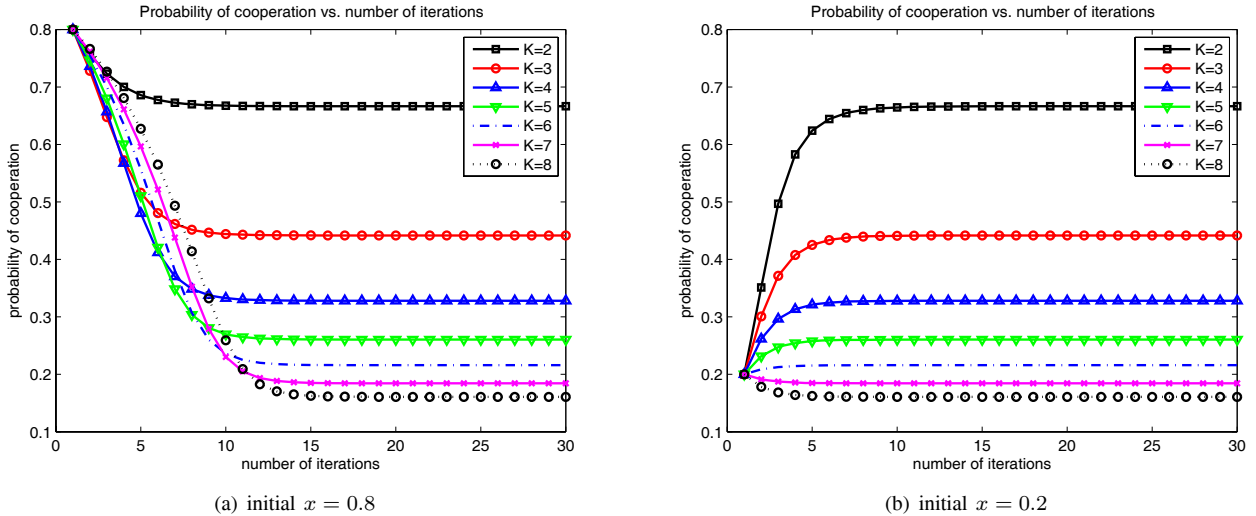 Probability of cooperation vs. number of iterations
0.8
0.7
0.6
0.5
0.4
0.3
0.2
0.1
probability of cooperation
K=2
K=3
K=4
K=5
K=6
K=7
K=8
0 5 10 15 20 25 30
number of iterations
(a) initial x = 0.8
Probability of cooperation vs. number of iterations
0.8
0.7
0.6
0.5
0.4
0.3
0.2
0.1
probability of cooperation
K=2
K=3
K=4
K=5
K=6
K=7
K=8
0 5 10 15 20 25 30
number of iterations
(b) initial x = 0.2